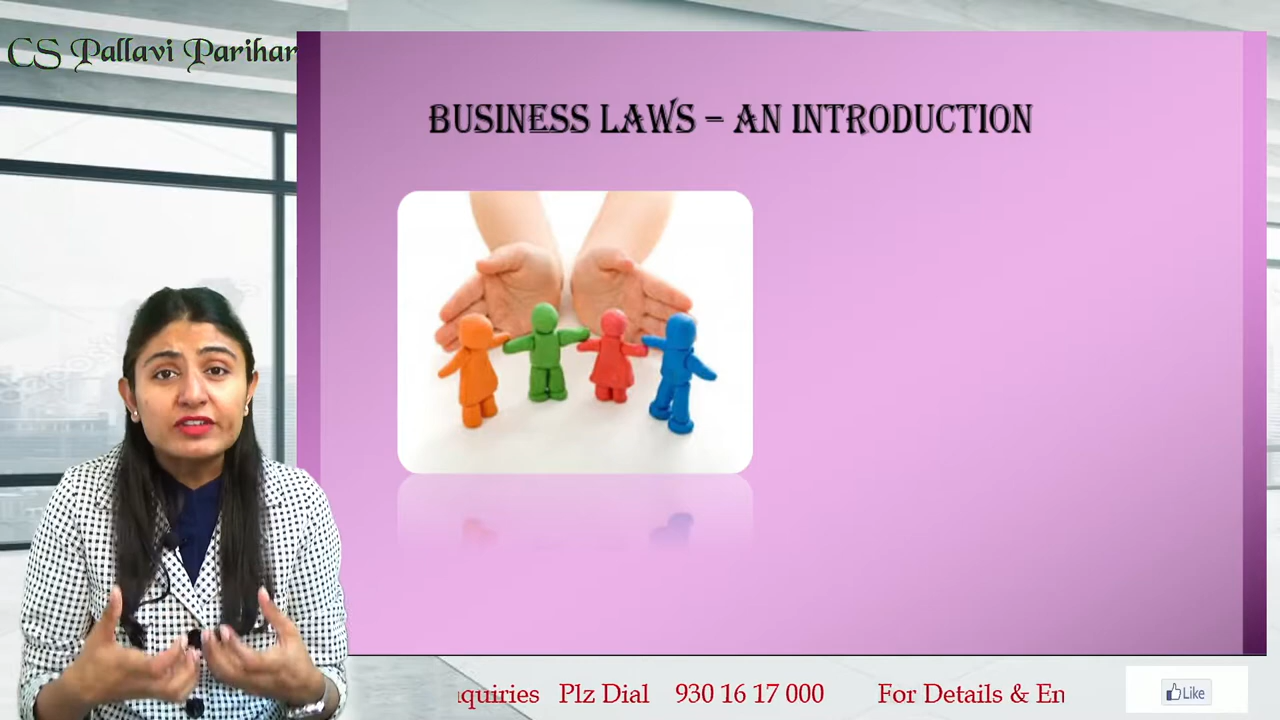 CS Pallavi Parihar
BUSINESS LAWS – AN INTRODUCTION
quiries Plz Dial 930 16 17 000 For Details & En
Like